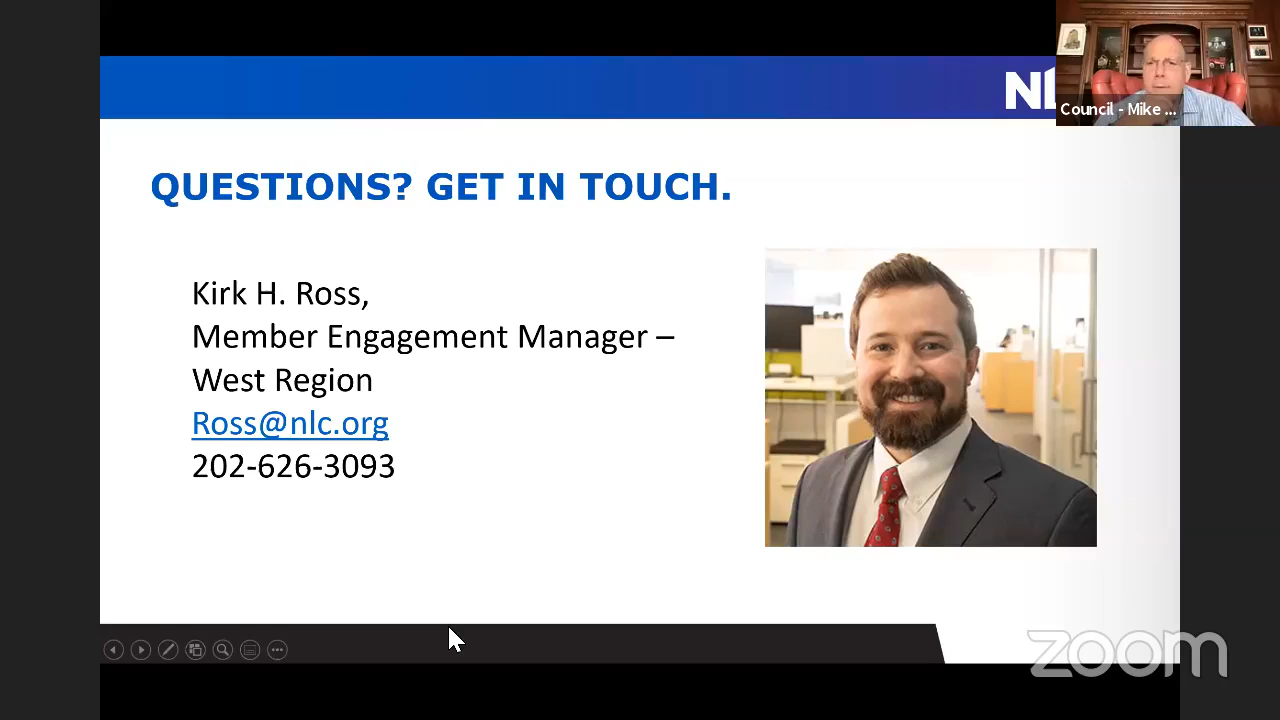 NL
Council - Mike ...
QUESTIONS? GET IN TOUCH.
Kirk H. Ross,
Member Engagement Manager –
West Region
Ross@nlc.org
202-626-3093
zoom